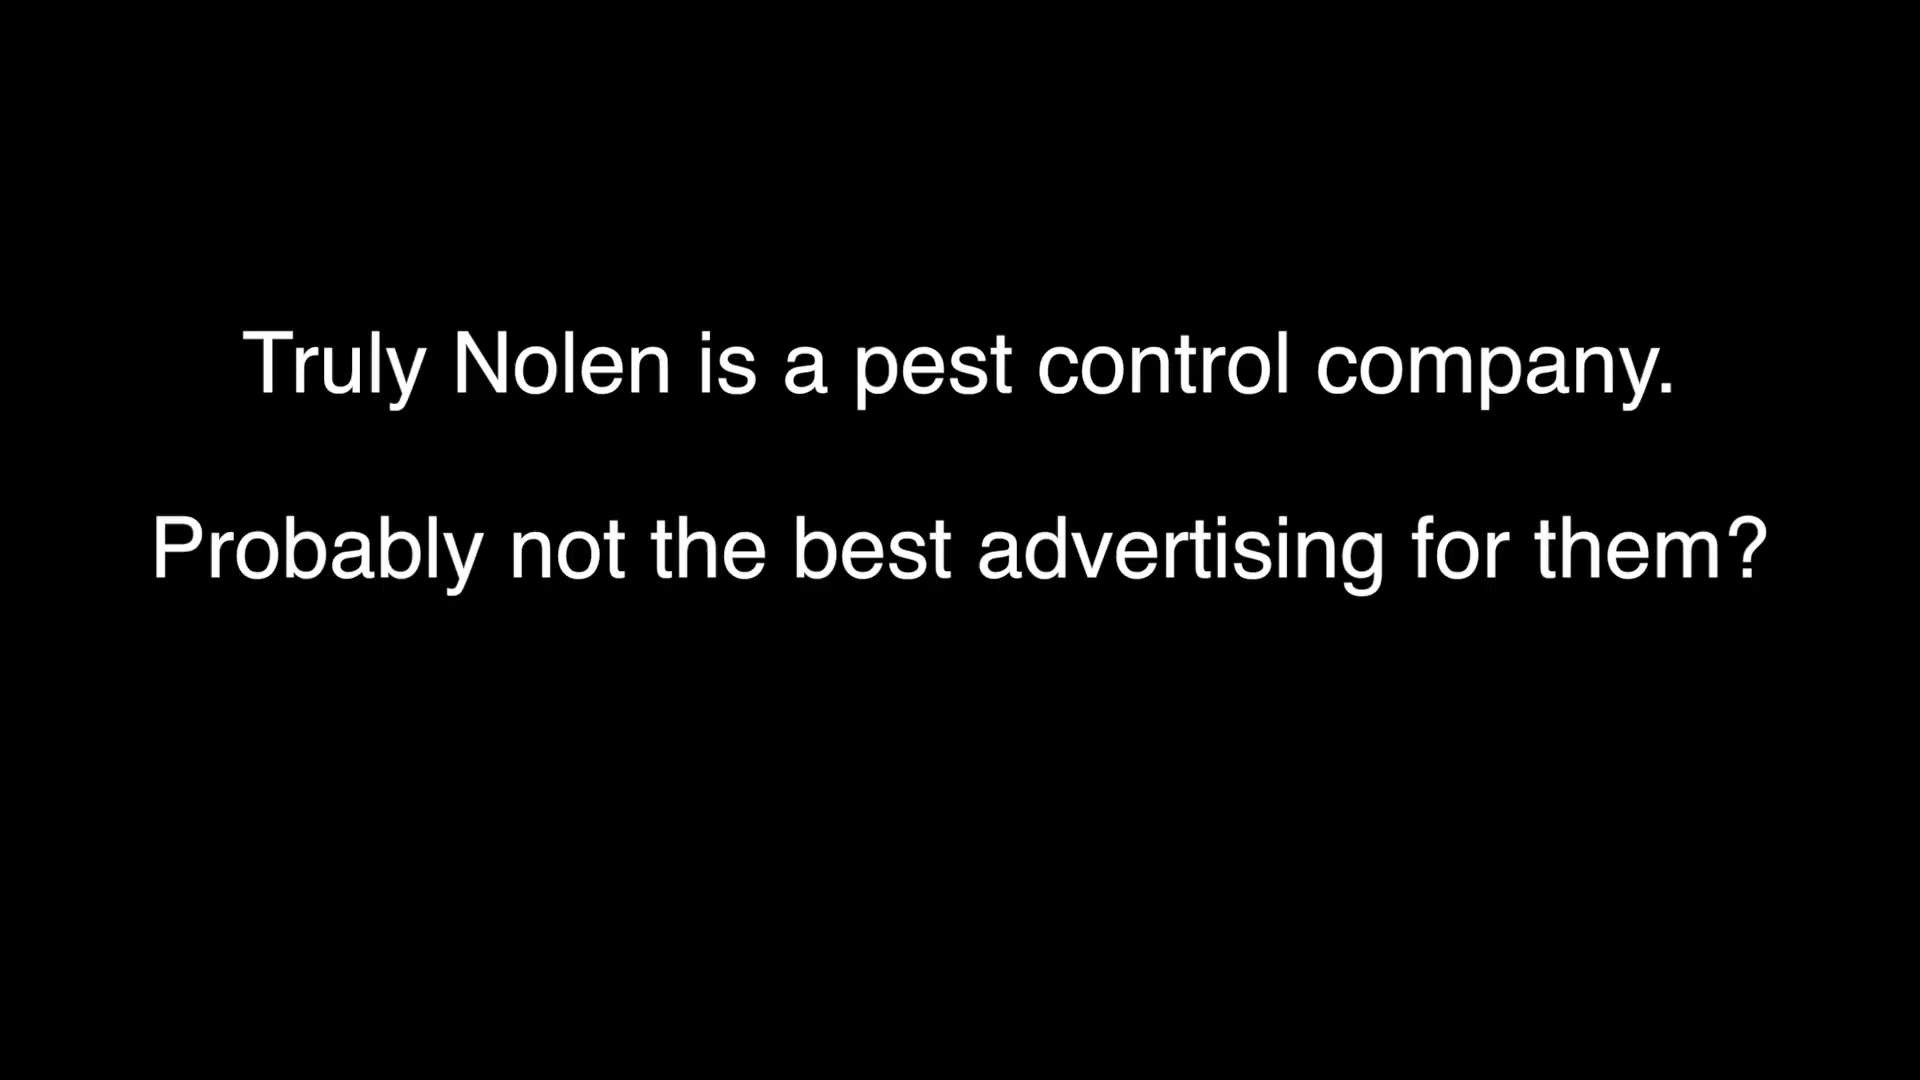 Truly Nolen is a pest control company.
Probably not the best advertising for them?